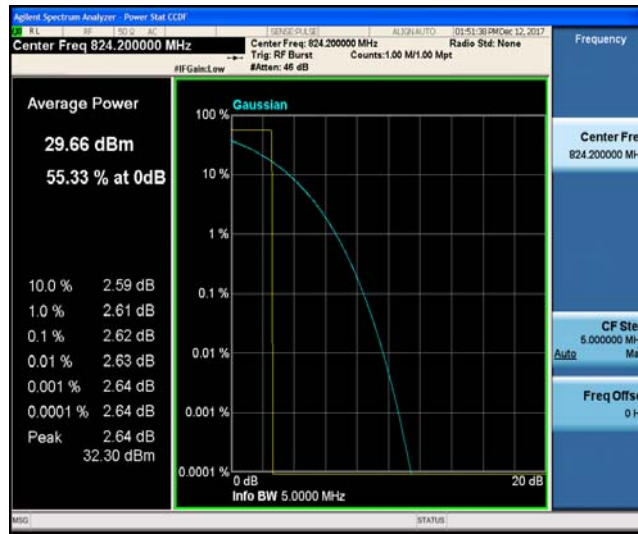 Agilent Spectrum Analyzer - Power Stat CCDF
RL RF 50 Ω AC SENSE:PULSE ALIGN AUTO 01:51:38 PM Dec 12, 2017
Center Freq 824.200000 MHz
Center Freq: 824.200000 MHz Radio Std: None
Trig: RF Burst Counts:1.00 M/1.00 Mpt
#IFGain:Low #Atten: 46 dB
Frequency
Average Power
29.66 dBm
55.33 % at 0dB
10.0 % 2.59 dB
1.0 % 2.61 dB
0.1 % 2.62 dB
0.01 % 2.63 dB
0.001 % 2.64 dB
0.0001 % 2.64 dB
Peak 2.64 dB
32.30 dBm
Gaussian
100 %
10 %
1 %
0.1 %
0.01 %
0.001 %
0.0001 %
0 dB 20 dB
Info BW 5.0000 MHz
Center Fre
824.200000 MH
CF Ste
5.000000 MH
Auto Ma
Freq Offs
0 H
MSG STATUS